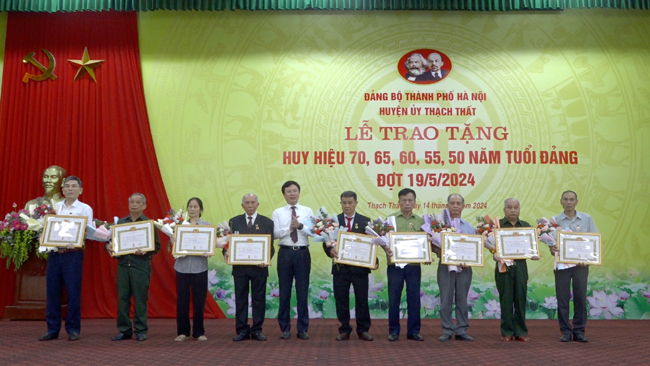 ĐẢNG BỘ THÀNH PHỐ HÀ NỘI
HUYỆN ỦY THẠCH THẤT
LỄ TRAO TẶNG
HUY HIỆU 70, 65, 60, 55, 50 NĂM TUỔI ĐẢNG
ĐỢT 19/5/2024
Thạch Thất, 14 tháng 2024